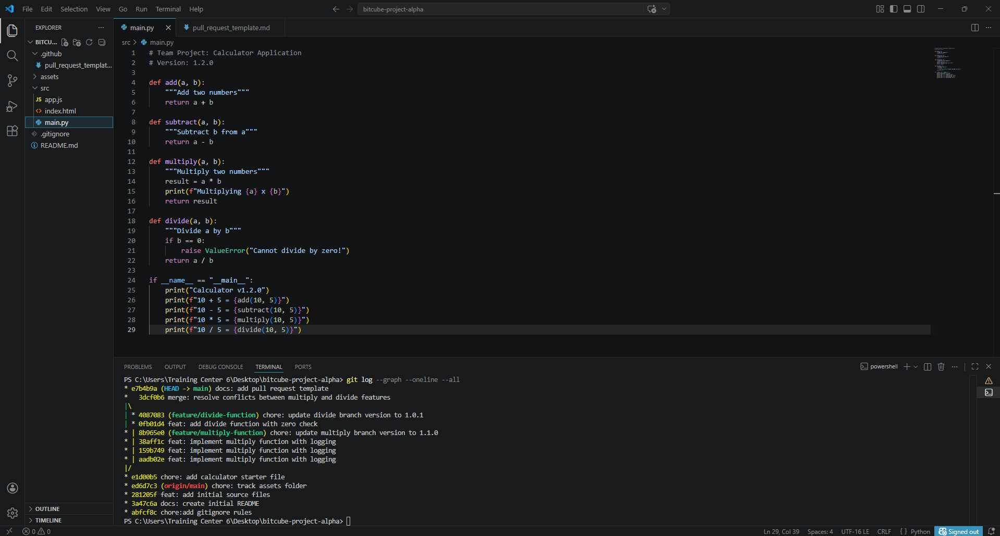 File Edit Selection View Go Run Terminal Help
bitcube-project-alpha
EXPLORER
BITCU...
.github
pull_request_templat...
assets
src
JS app.js
index.html
main.py
.gitignore
README.md
OUTLINE
TIMELINE
main.py pull_request_template.md
src main.py
1 # Team Project: Calculator Application
2 # Version: 1.2.0
3
4 def add(a, b):
5     """Add two numbers"""
6     return a + b
7
8 def subtract(a, b):
9     """Subtract b from a"""
10     return a - b
11
12 def multiply(a, b):
13     """Multiply two numbers"""
14     result = a * b
15     print(f"Multiplying {a} x {b}")
16     return result
17
18 def divide(a, b):
19     """Divide a by b"""
20     if b == 0:
21         raise ValueError("Cannot divide by zero!")
22     return a / b
23
24 if __name__ == "__main__":
25     print("Calculator v1.2.0")
26     print(f"10 + 5 = {add(10, 5)}")
27     print(f"10 - 5 = {subtract(10, 5)}")
28     print(f"10 * 5 = {multiply(10, 5)}")
29     print(f"10 / 5 = {divide(10, 5)}")
PROBLEMS OUTPUT DEBUG CONSOLE TERMINAL PORTS
powershell
PS C:\Users\Training Center 6\Desktop\bitcube-project-alpha> git log --graph --oneline --all
* e7b4b9a (HEAD -> main) docs: add pull request template
*   3dcf0b6 merge: resolve conflicts between multiply and divide features
|\
| * 4087083 (feature/divide-function) chore: update divide branch version to 1.0.1
| * 0fb01d4 feat: add divide function with zero check
* | 8b965e0 (feature/multiply-function) chore: update multiply branch version to 1.1.0
* | 38aff1c feat: implement multiply function with logging
* | 159b749 feat: implement multiply function with logging
* | aadb02e feat: implement multiply function with logging
|/
* e1d00b5 chore: add calculator starter file
* ed6d7c3 (origin/main) chore: track assets folder
* 281205f feat: add initial source files
* 3a47c6a docs: create initial README
* abfcf8c chore:add gitignore rules
PS C:\Users\Training Center 6\Desktop\bitcube-project-alpha>
0 0
Ln 29, Col 39 Spaces: 4 UTF-16 LE CRLF { } Python Signed out